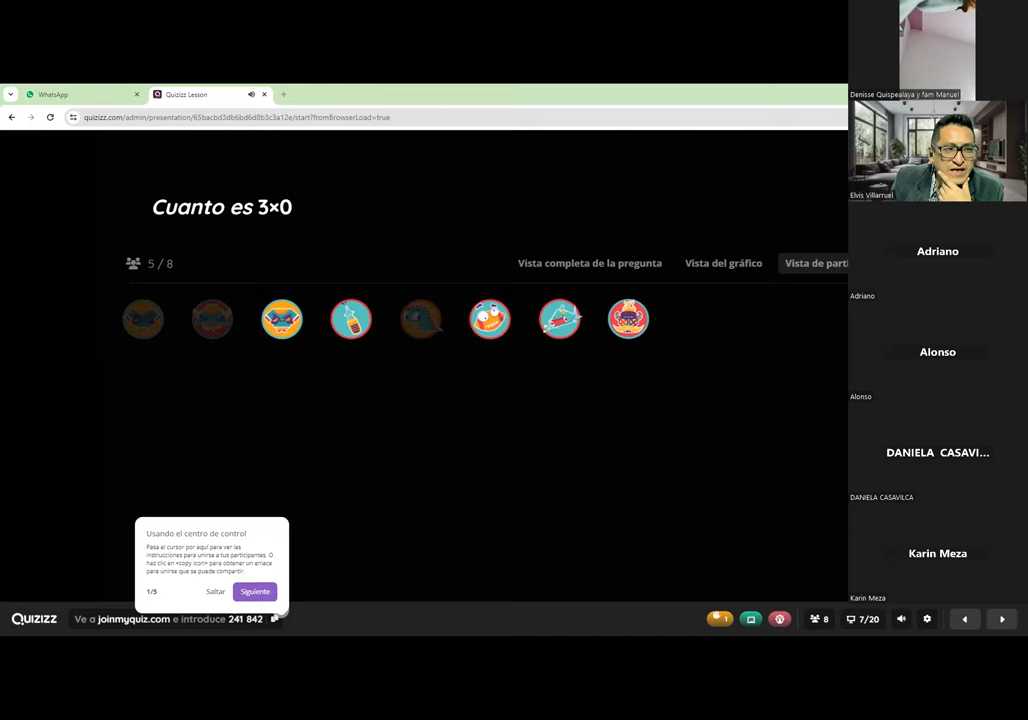 WhatsApp
Quizizz Lesson
quizizz.com/admin/presentation/65bacbd3db6bd6d8b3c3a12e/start?fromBrowserLoad=true
Cuanto es 3×0
5 / 8
Vista completa de la pregunta
Vista del gráfico
Vista de parti
Usando el centro de control
Pasa el cursor por aquí para ver las
instrucciones para unirse a tus participantes. O
haz clic en <copy icon> para obtener un enlace
para unirse que se puede compartir.
1/5
Saltar
Siguiente
QUIZIZZ
Ve a joinmyquiz.com e introduce 241 842
1
8
7/20
Denisse Quispealaya y fam Manuel
Elvis Villarruel
Adriano
Adriano
Alonso
Alonso
DANIELA CASAVI...
DANIELA CASAVILCA
Karin Meza
Karin Meza